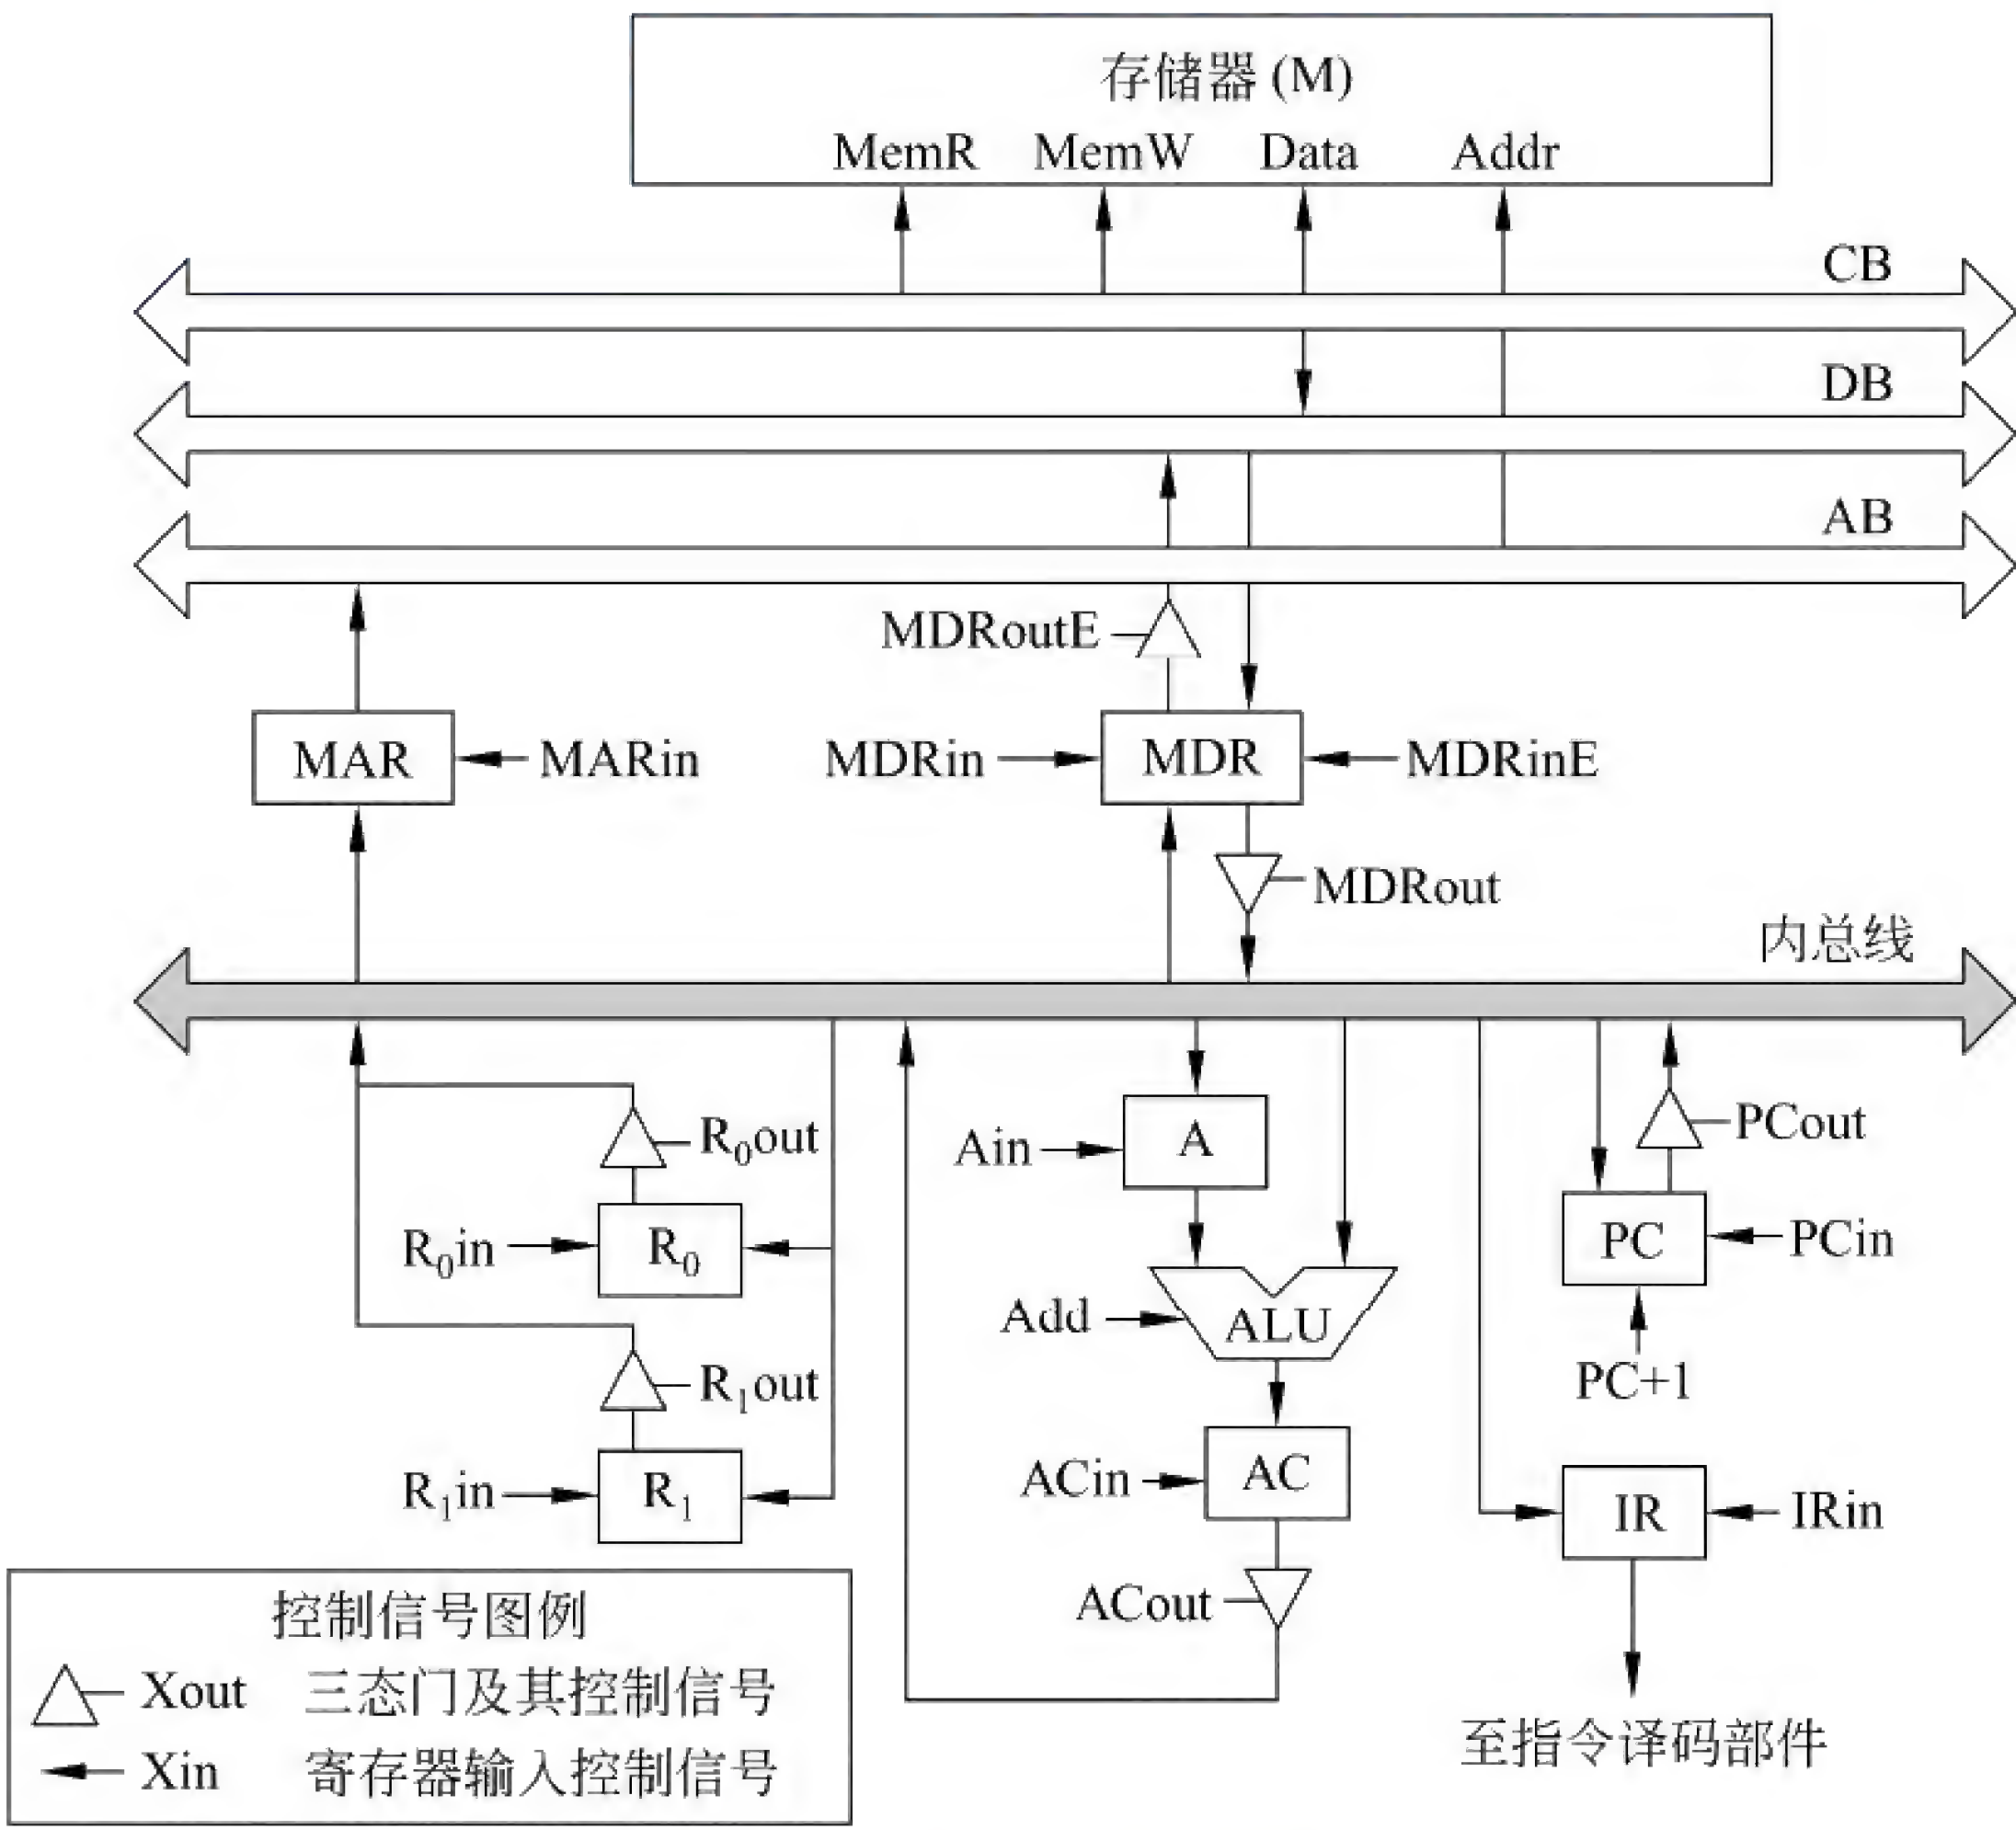 存储器 (M)
MemR MemW Data Addr
CB
DB
AB
MDRoutE
MAR MARin MDRin MDR MDRinE
MDRout
内总线
R₀out A PCout
Ain
R₀in R₀ PC PCin
Add ALU
R₁out PC+1
R₁in R₁ ACin AC IR IRin
ACout
控制信号图例
Xout 三态门及其控制信号
Xin 寄存器输入控制信号
至指令译码部件